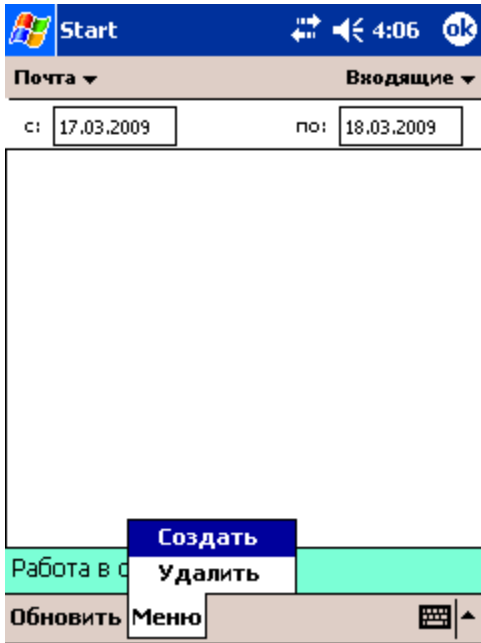 Start 4:06 ok
Почта Входящие
с: 17.03.2009 по: 18.03.2009
Создать
Работа в
Удалить
Обновить Меню